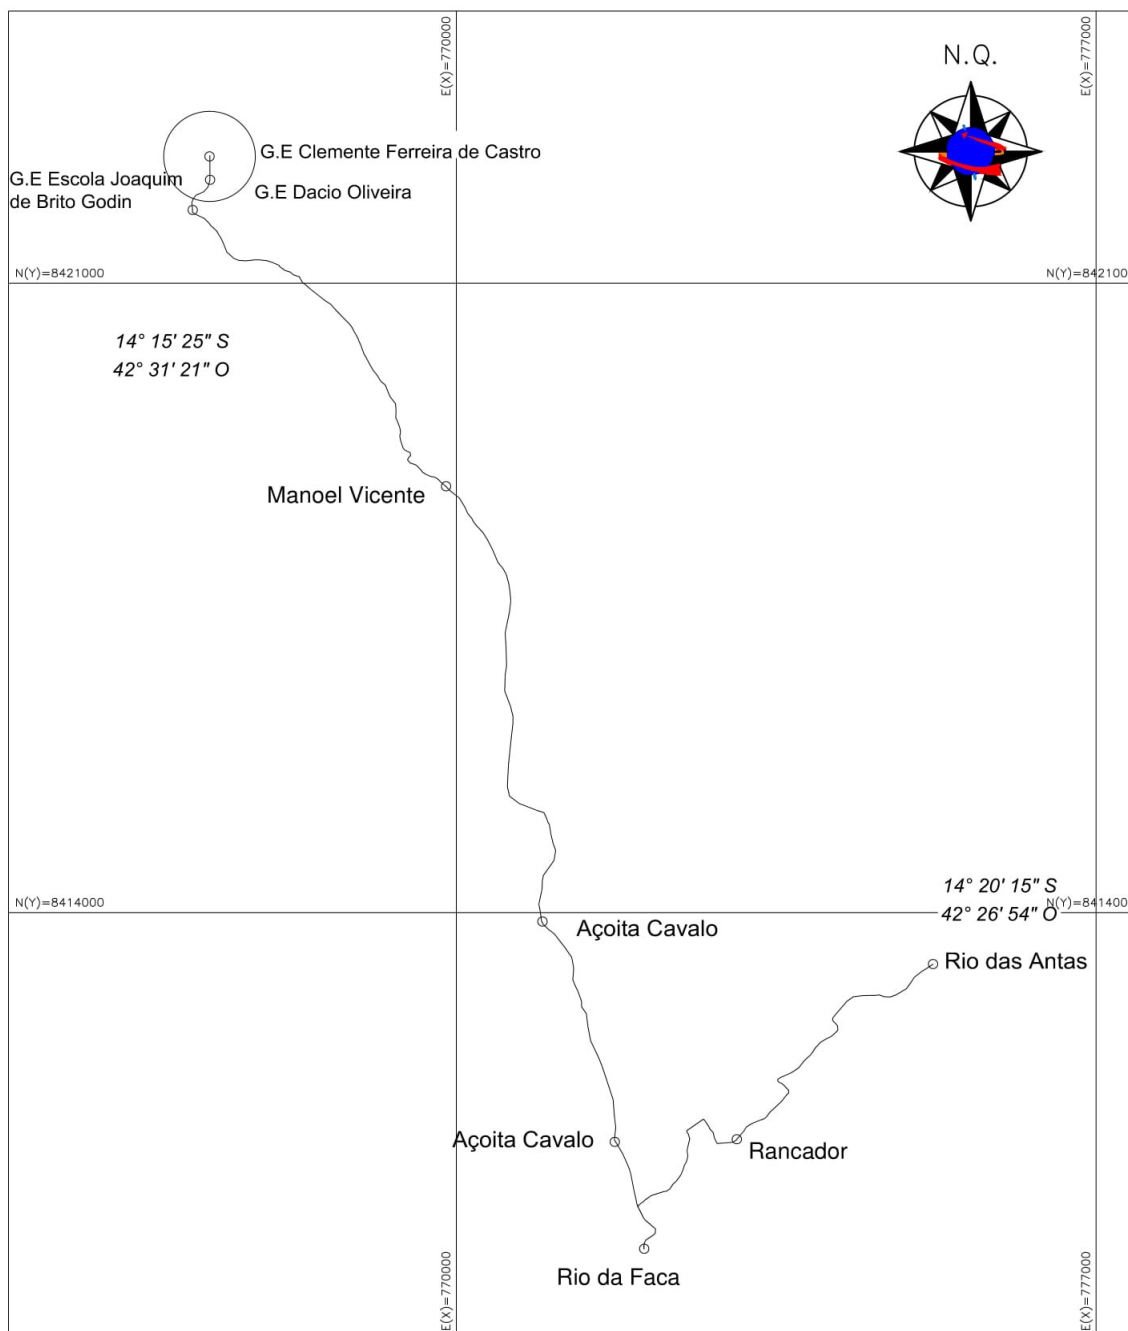 E(X)=770000
E(X)=777000
N.Q.
G.E Clemente Ferreira de Castro
G.E Escola Joaquim
de Brito Godin
G.E Dacio Oliveira
N(Y)=8421000
N(Y)=842100
14° 15' 25" S
42° 31' 21" O
Manoel Vicente
14° 20' 15" S
42° 26' 54" O
N(Y)=8414000
N(Y)=841400
Açoita Cavalo
Rio das Antas
Açoita Cavalo
Rancador
Rio da Faca
E(X)=770000
E(X)=777000